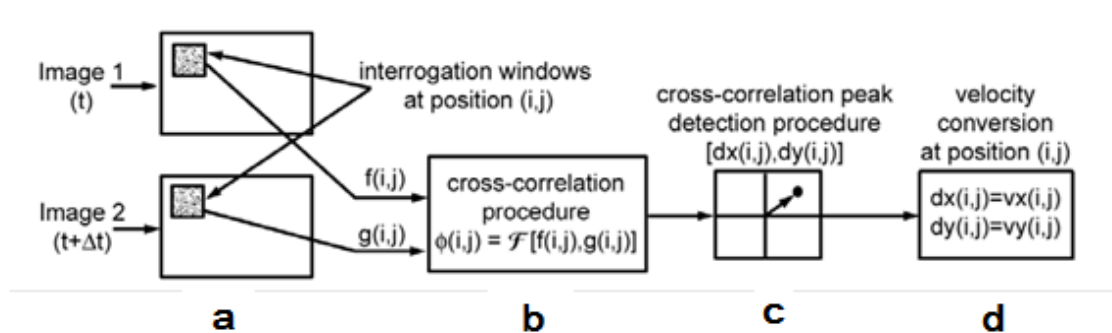 Image 1
(t)
interrogation windows
at position (i,j)
Image 2
(t+Δt)
f(i,j)
g(i,j)
cross-correlation
procedure
ϕ(i,j) = ℱ[f(i,j),g(i,j)]
cross-correlation peak
detection procedure
[dx(i,j),dy(i,j)]
velocity
conversion
at position (i,j)
dx(i,j)=vx(i,j)
dy(i,j)=vy(i,j)
a b c d